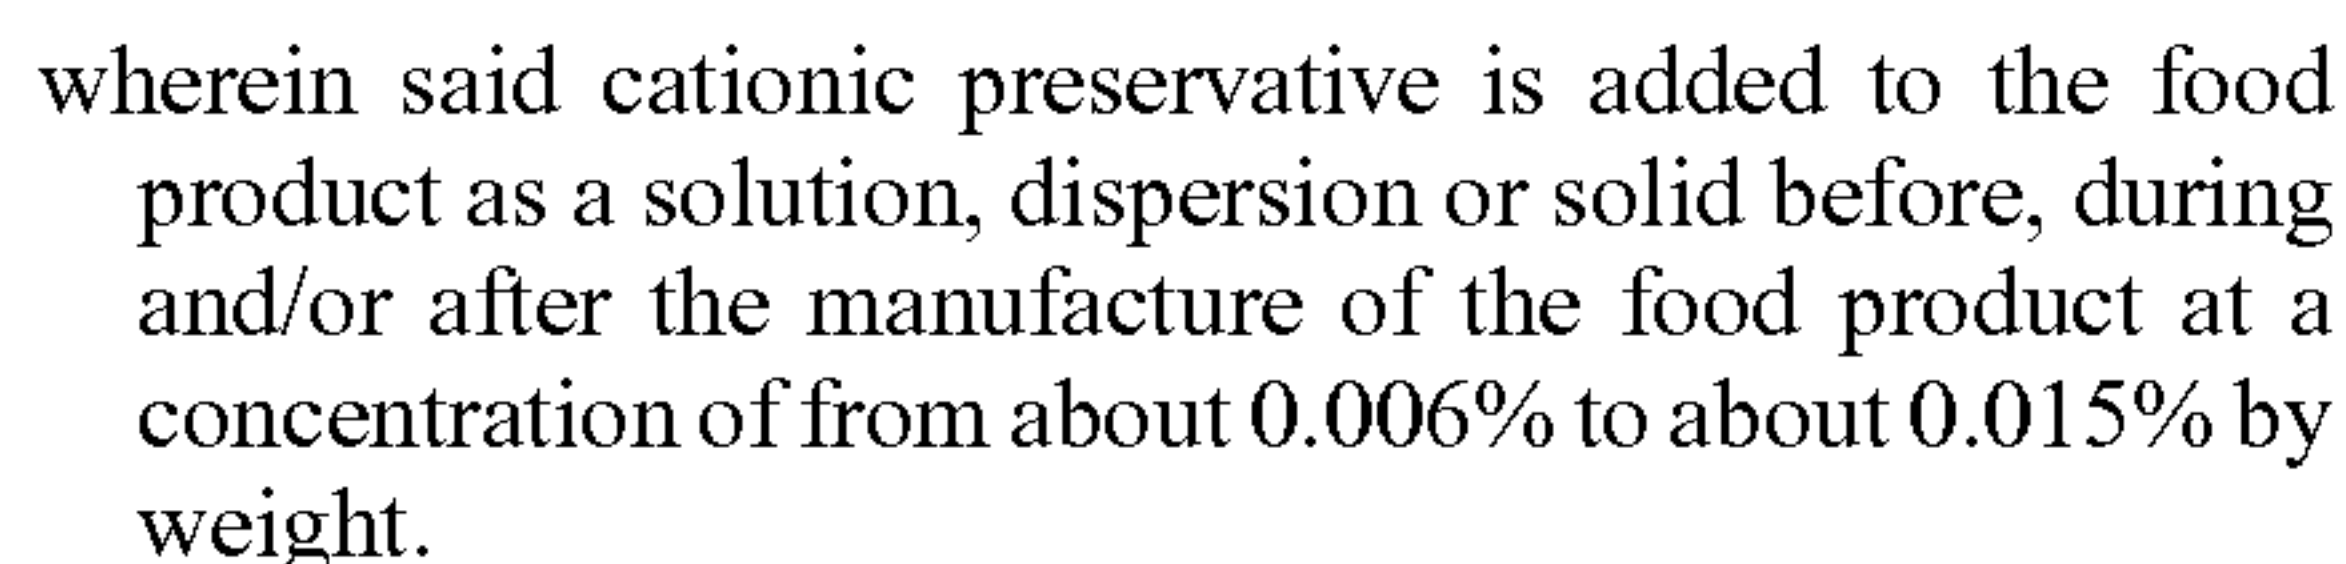 wherein said cationic preservative is added to the food
product as a solution, dispersion or solid before, during
and/or after the manufacture of the food product at a
concentration of from about 0.006% to about 0.015% by
weight.